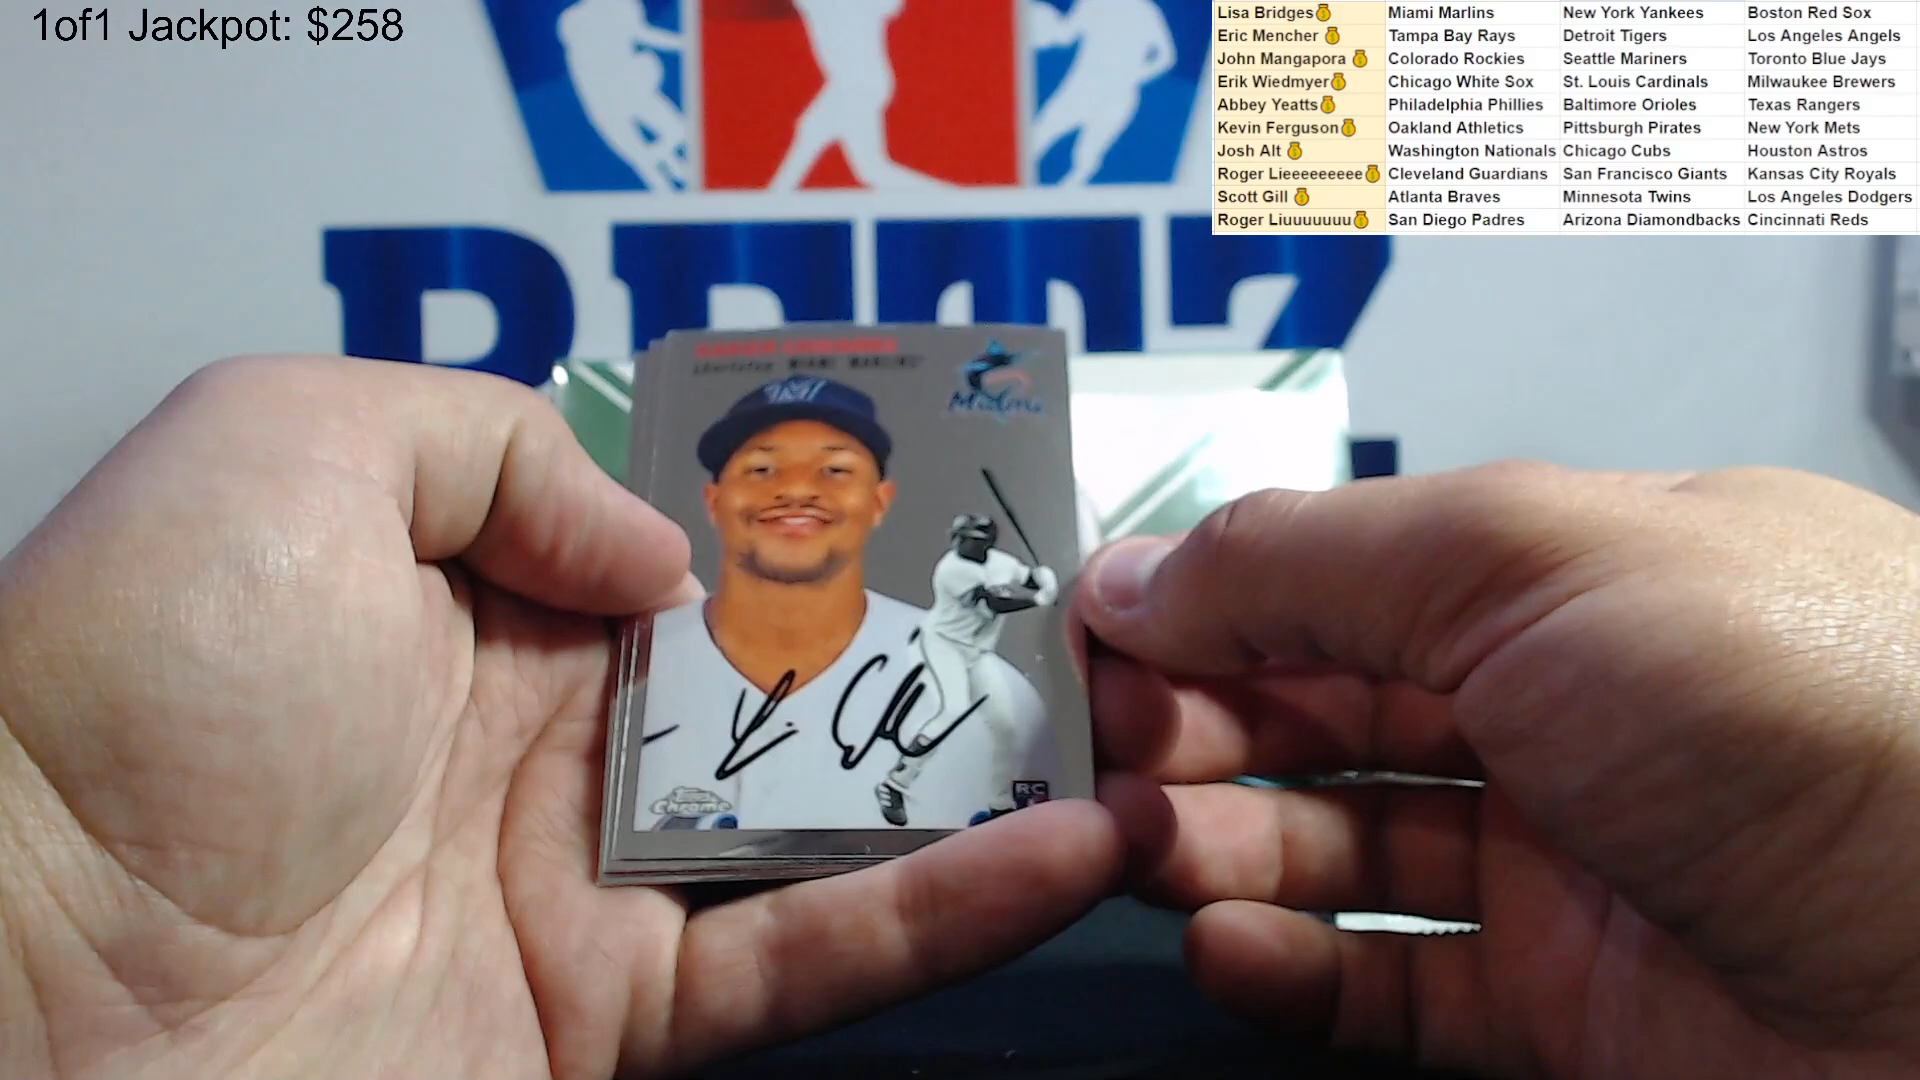 1of1 Jackpot: $258
Lisa Bridges Miami Marlins New York Yankees Boston Red Sox
Eric Mencher Tampa Bay Rays Detroit Tigers Los Angeles Angels
John Mangapora Colorado Rockies Seattle Mariners Toronto Blue Jays
Erik Wiedmyer Chicago White Sox St. Louis Cardinals Milwaukee Brewers
Abbey Yeatts Philadelphia Phillies Baltimore Orioles Texas Rangers
Kevin Ferguson Oakland Athletics Pittsburgh Pirates New York Mets
Josh Alt Washington Nationals Chicago Cubs Houston Astros
Roger Lieeeeeeeee Cleveland Guardians San Francisco Giants Kansas City Royals
Scott Gill Atlanta Braves Minnesota Twins Los Angeles Dodgers
Roger Liuuuuuuu San Diego Padres Arizona Diamondbacks Cincinnati Reds
MIAMI MARLINS
Marlins
Topps
Chrome
RC